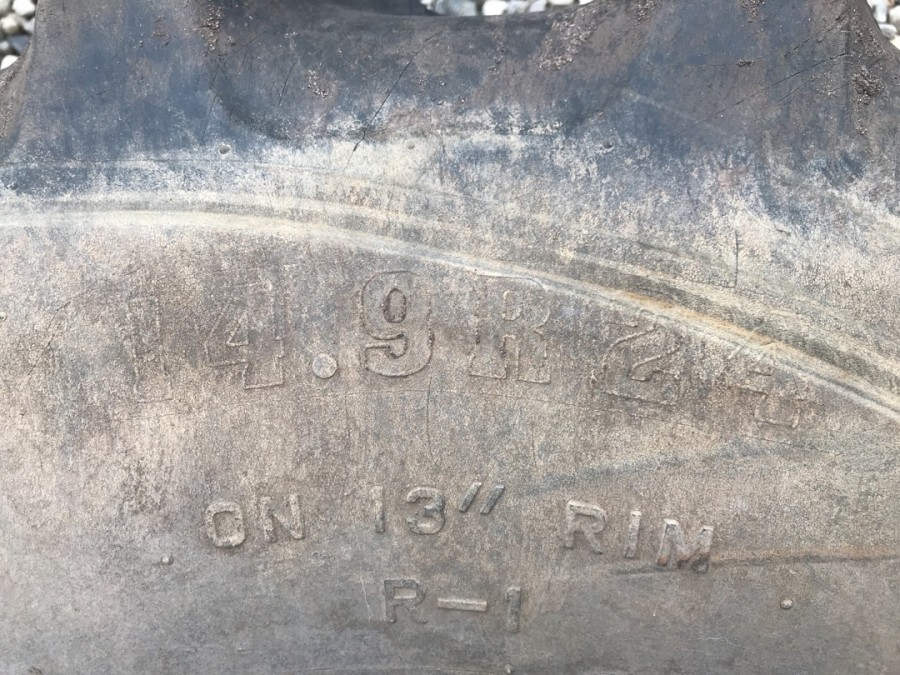 14.9R24
ON 13" RIM
R-1